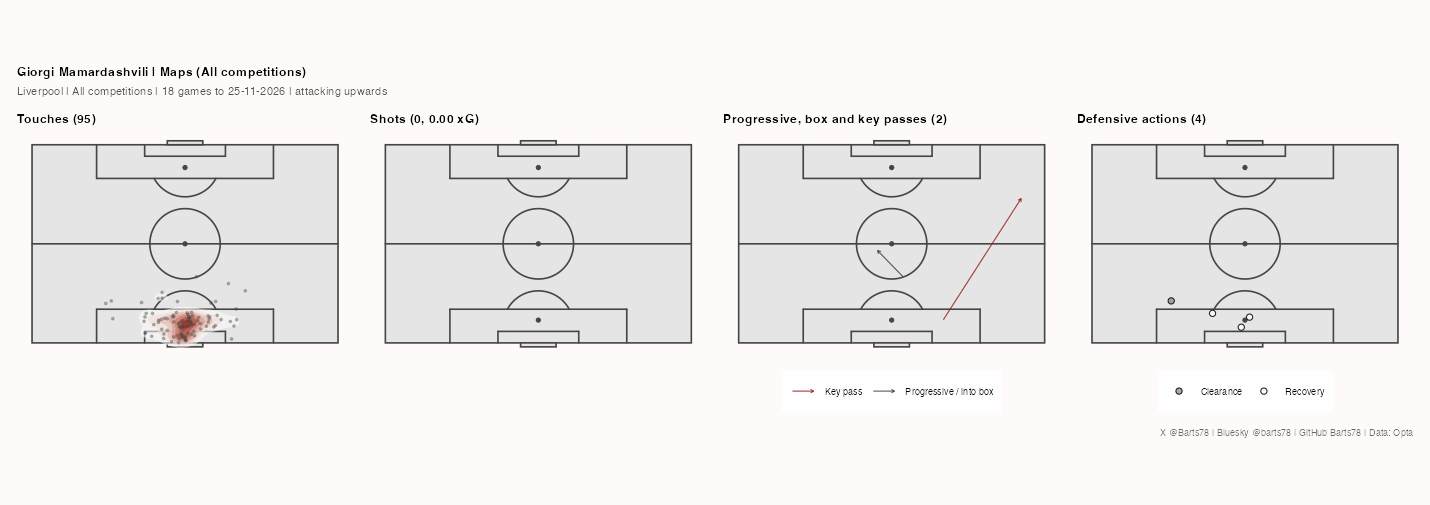 Giorgi Mamardashvili | Maps (All competitions)
Liverpool | All competitions | 18 games to 25-11-2026 | attacking upwards
Touches (95)
Shots (0, 0.00 xG)
Progressive, box and key passes (2)
Defensive actions (4)
Key pass
Progressive / into box
Clearance
Recovery
X @Barts78 | Bluesky @barts78 | GitHub Barts78 | Data: Opta